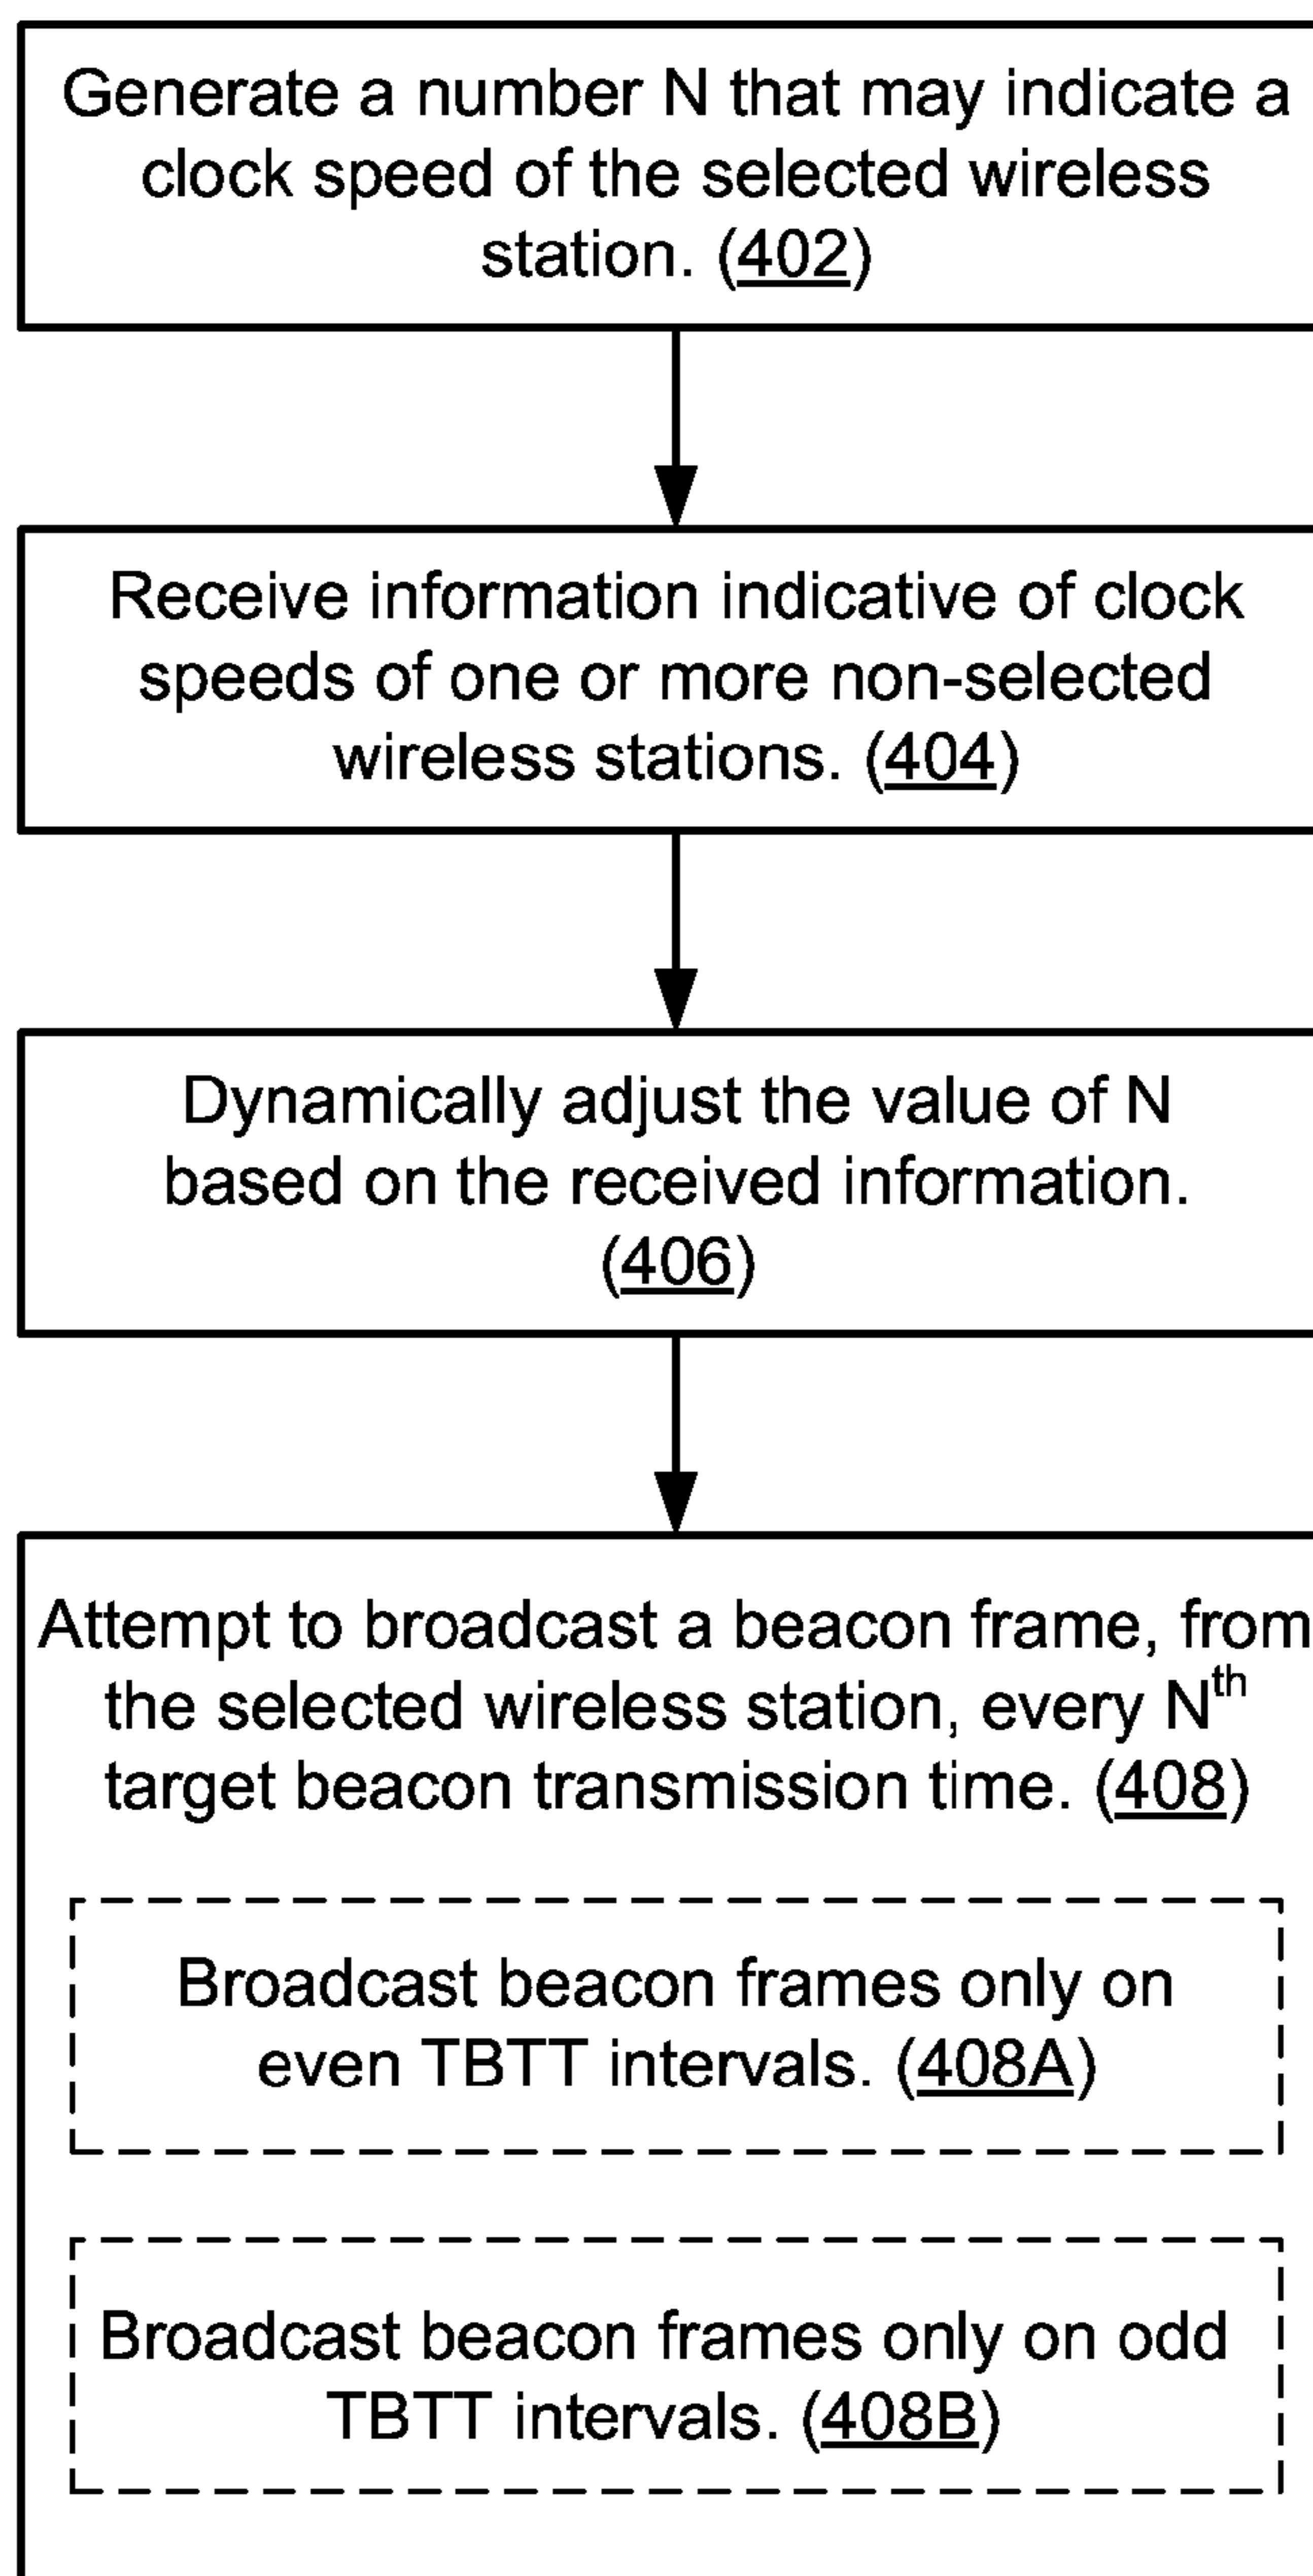 Generate a number N that may indicate a
clock speed of the selected wireless
station. (402)
Receive information indicative of clock
speeds of one or more non-selected
wireless stations. (404)
Dynamically adjust the value of N
based on the received information.
(406)
Attempt to broadcast a beacon frame, from
the selected wireless station, every Nth
target beacon transmission time. (408)
Broadcast beacon frames only on
even TBTT intervals. (408A)
Broadcast beacon frames only on odd
TBTT intervals. (408B)